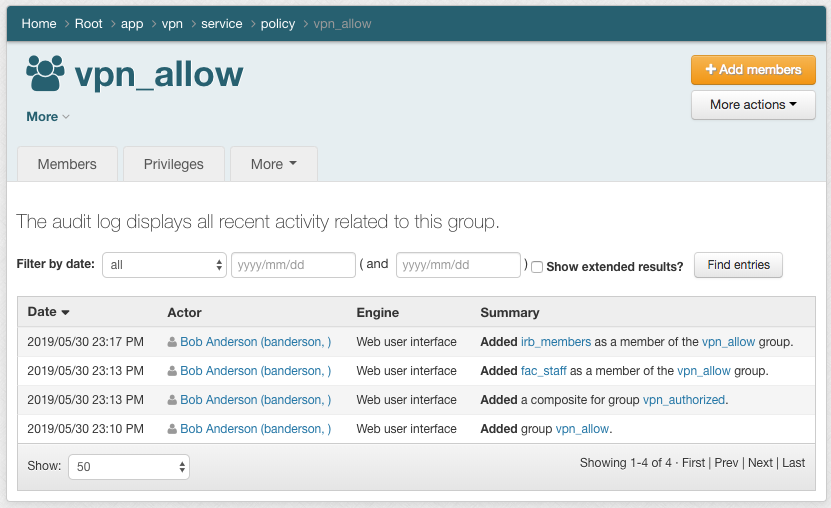 Home > Root > app > vpn > service > policy > vpn_allow
vpn_allow
+ Add members
More actions
More
Members Privileges More
The audit log displays all recent activity related to this group.
Filter by date: all yyyy/mm/dd ( and yyyy/mm/dd ) Show extended results? Find entries
Date Actor Engine Summary
2019/05/30 23:17 PM Bob Anderson (banderson, ) Web user interface Added irb_members as a member of the vpn_allow group.
2019/05/30 23:13 PM Bob Anderson (banderson, ) Web user interface Added fac_staff as a member of the vpn_allow group.
2019/05/30 23:13 PM Bob Anderson (banderson, ) Web user interface Added a composite for group vpn_authorized.
2019/05/30 23:10 PM Bob Anderson (banderson, ) Web user interface Added group vpn_allow.
Show: 50 Showing 1-4 of 4 · First | Prev | Next | Last